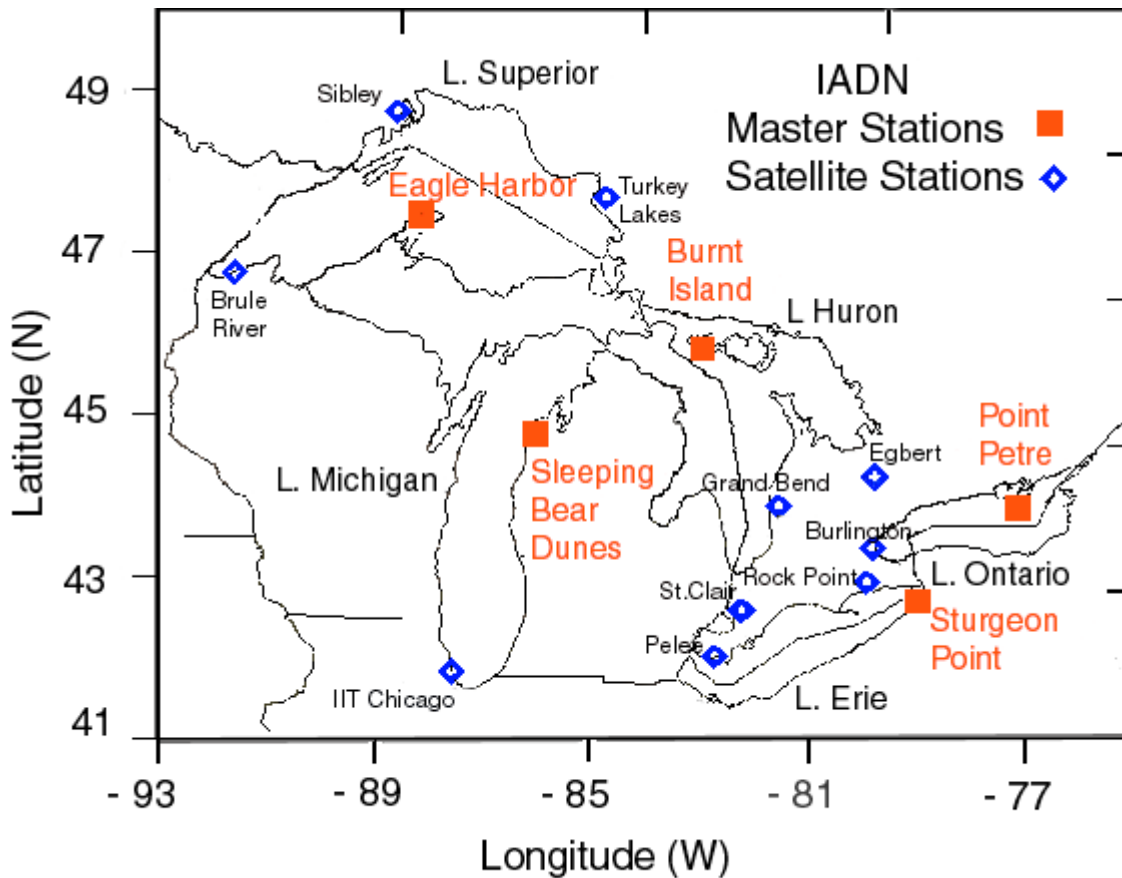 IADN
Master Stations
Satellite Stations
L. Superior
Sibley
Eagle Harbor
Turkey
Lakes
Burnt
Island
Brule
River
L Huron
Point
Petre
Egbert
L. Michigan
Sleeping
Bear
Dunes
Grand Bend
Burlington
Rock Point
L. Ontario
St.Clair
Sturgeon
Point
Pelee
L. Erie
IIT Chicago
49
47
45
43
41
Latitude (N)
- 93
- 89
- 85
- 81
- 77
Longitude (W)